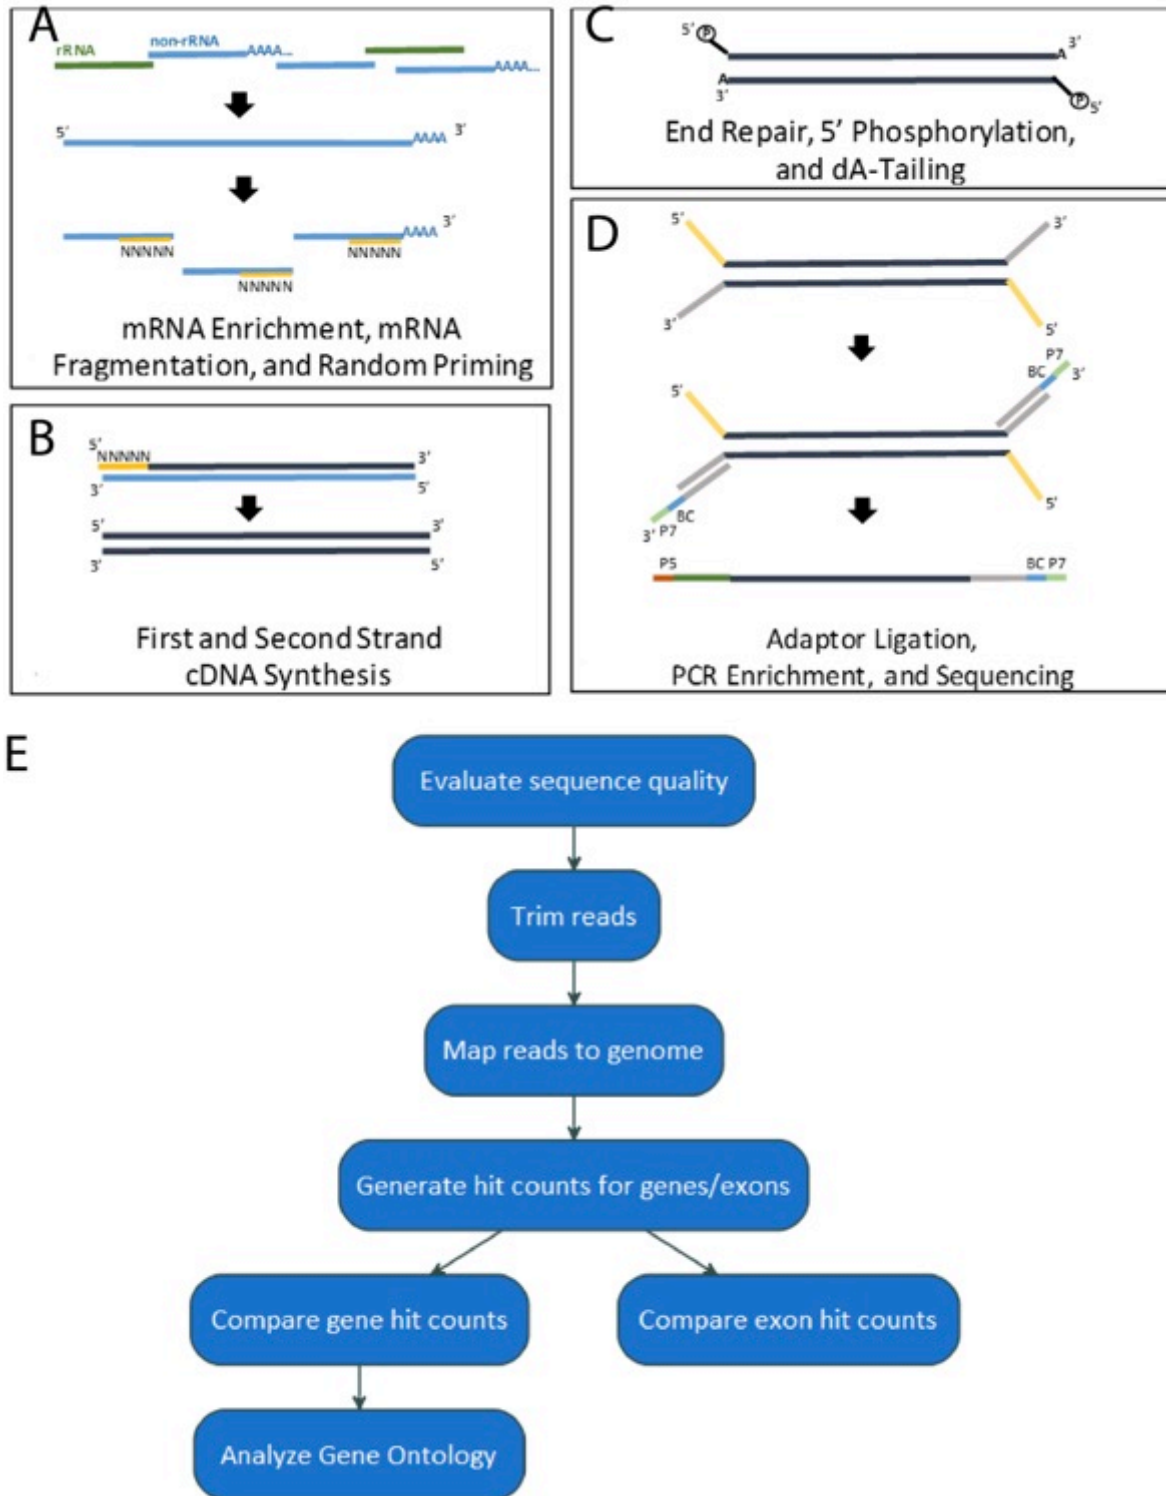 A
rRNA
non-rRNA
AAAA...
AAAA...
5′
AAAA
3′
AAAA
3′
NNNNN
NNNNN
NNNNN
mRNA Enrichment, mRNA
Fragmentation, and Random Priming
B
5′
NNNNN
3′
3′
5′
5′
3′
3′
5′
First and Second Strand
cDNA Synthesis
C
5′
P
3′
A
A
3′
P
5′
End Repair, 5′ Phosphorylation,
and dA-Tailing
D
5′
3′
3′
5′
P7
BC
3′
5′
5′
BC
3′ P7
P5
BC P7
Adaptor Ligation,
PCR Enrichment, and Sequencing
E
Evaluate sequence quality
Trim reads
Map reads to genome
Generate hit counts for genes/exons
Compare gene hit counts
Compare exon hit counts
Analyze Gene Ontology